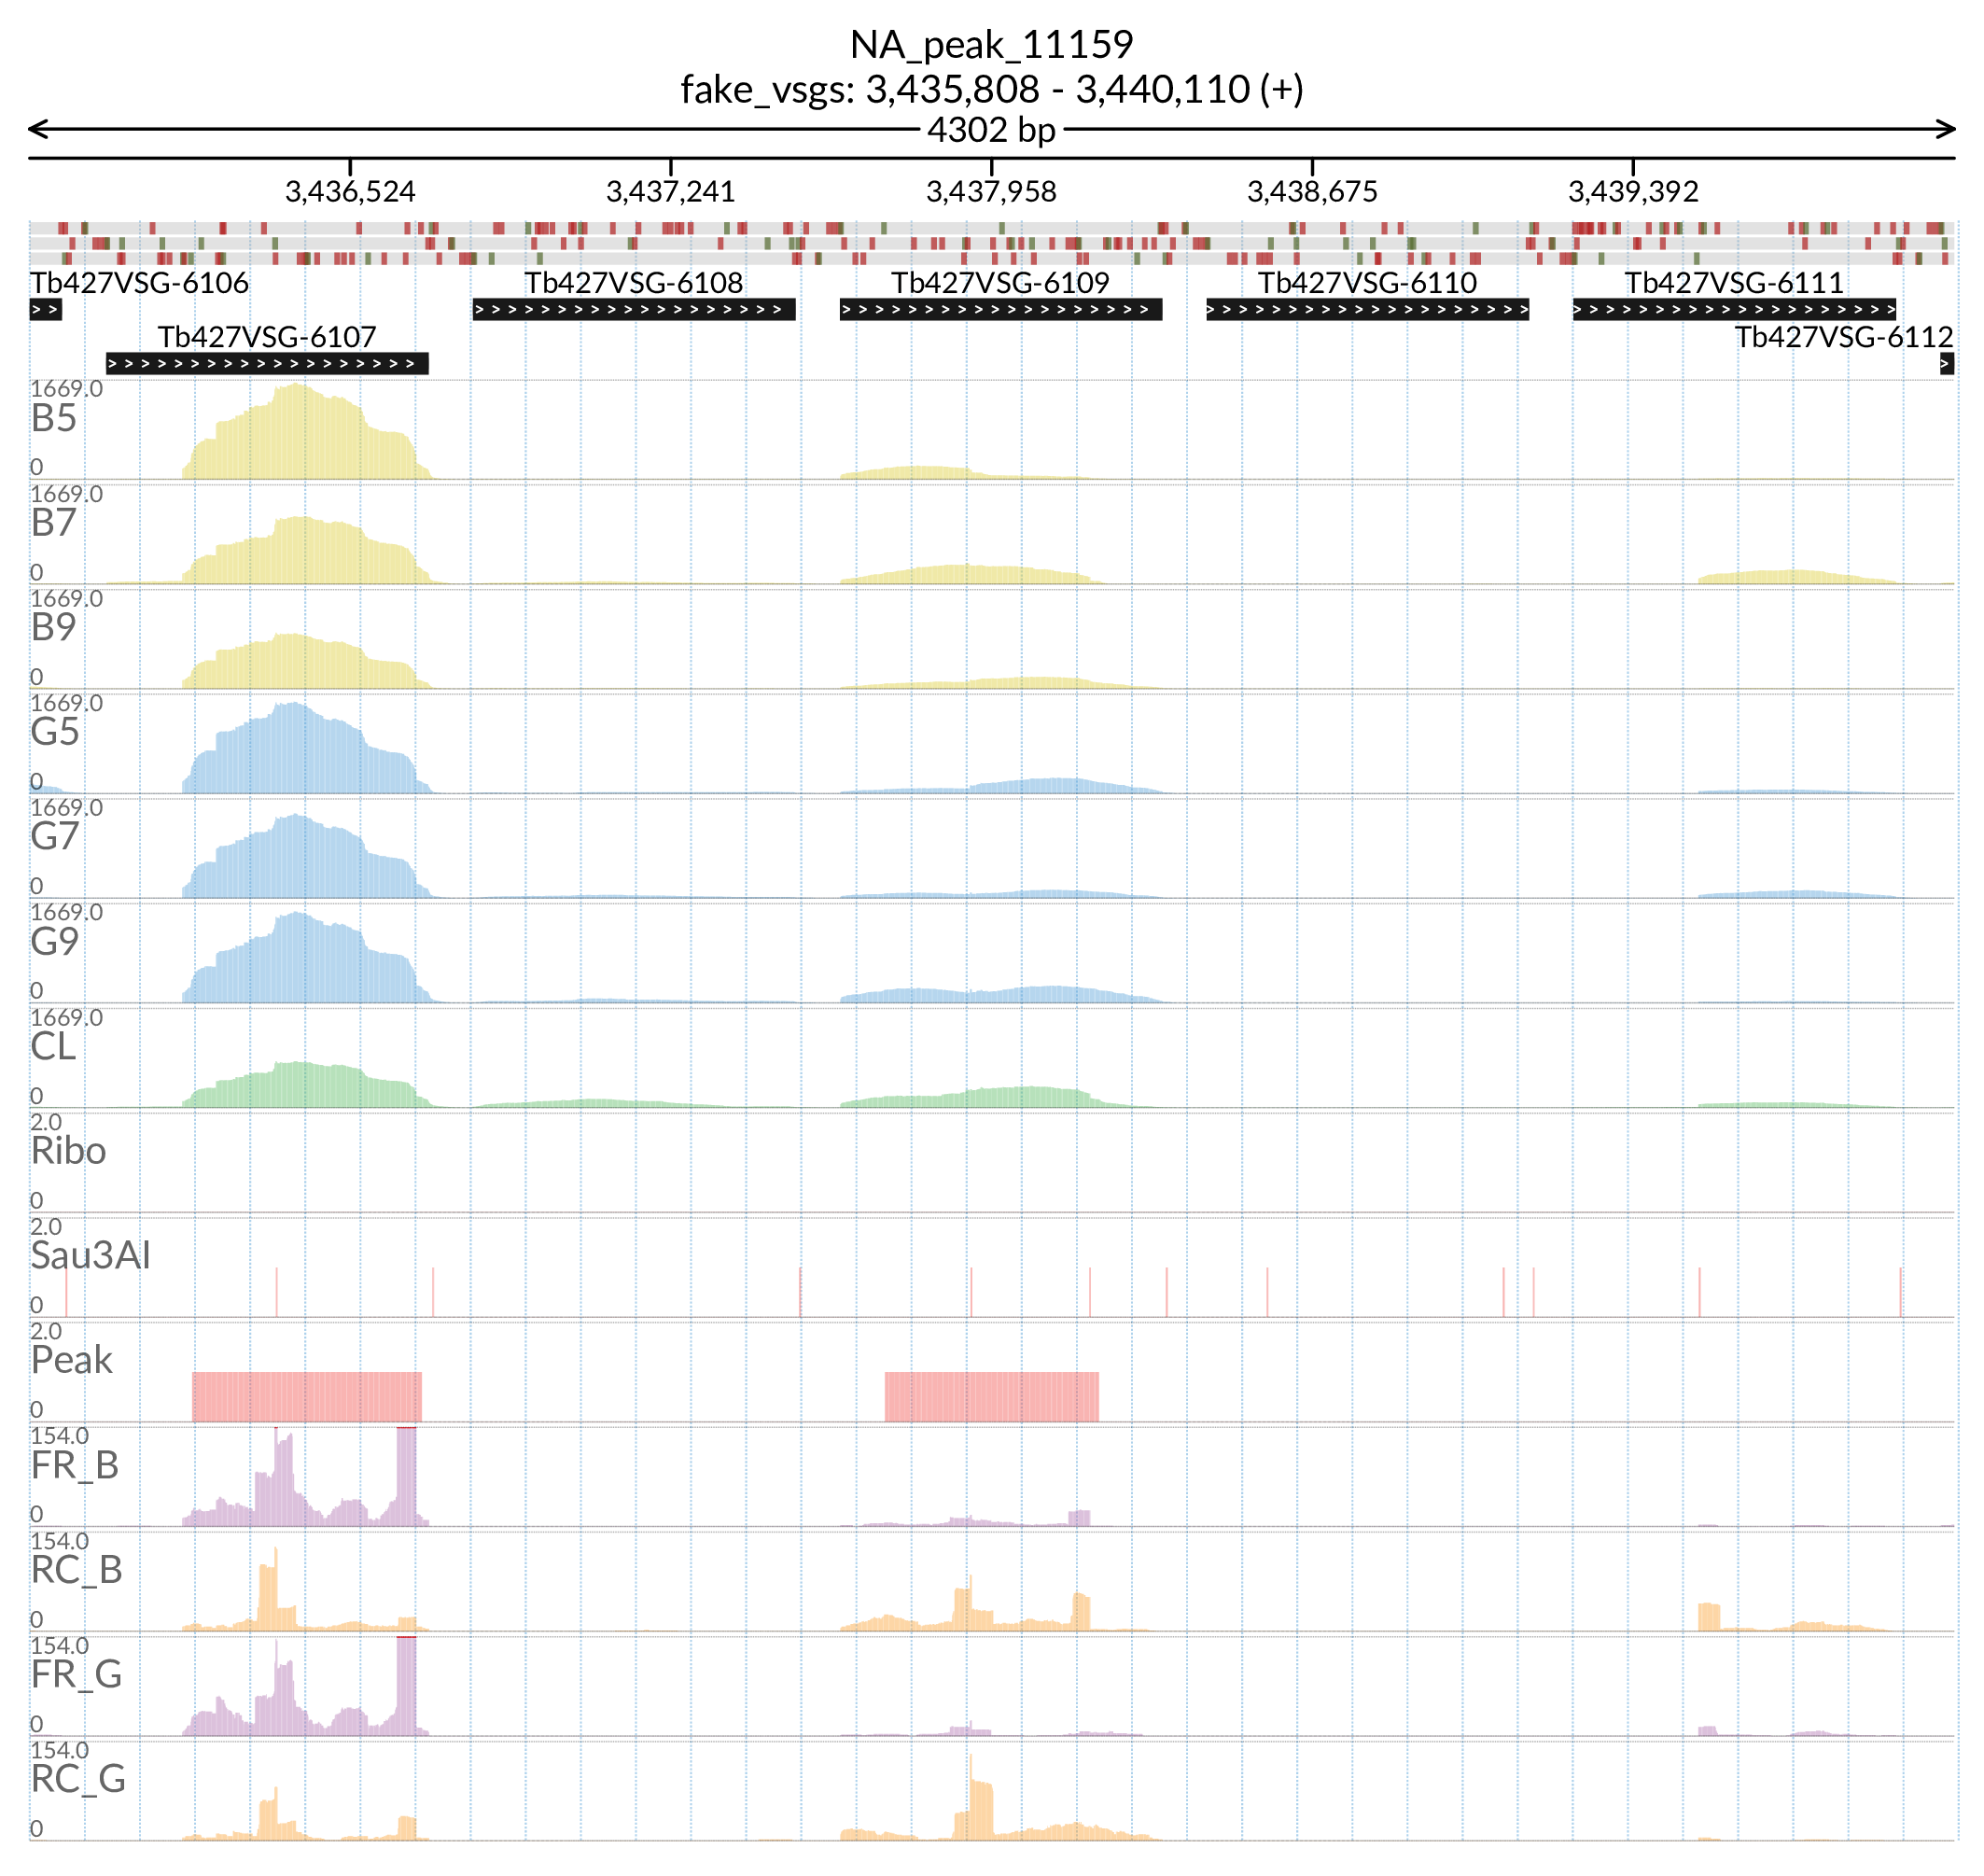 NA_peak_11159
fake_vsgs: 3,435,808 - 3,440,110 (+)
4302 bp
3,436,524 3,437,241 3,437,958 3,438,675 3,439,392
Tb427VSG-6106 Tb427VSG-6108 Tb427VSG-6109 Tb427VSG-6110 Tb427VSG-6111
Tb427VSG-6107 Tb427VSG-6112
1669.0
B5
0
1669.0
B7
0
1669.0
B9
0
1669.0
G5
0
1669.0
G7
0
1669.0
G9
0
1669.0
CL
0
2.0
Ribo
0
2.0
Sau3AI
0
2.0
Peak
0
154.0
FR_B
0
154.0
RC_B
0
154.0
FR_G
0
154.0
RC_G
0